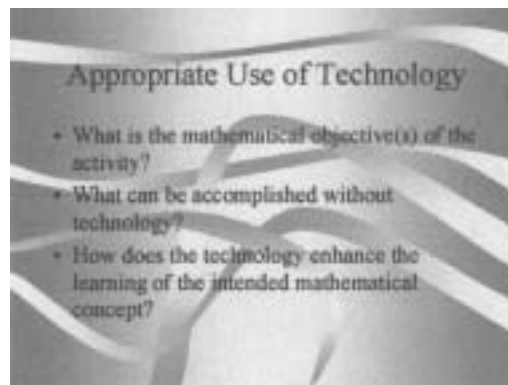 Appropriate Use of Technology
• What is the mathematical objective(s) of the
activity?
• What can be accomplished without
technology?
• How does the technology enhance the
learning of the intended mathematical
concept?